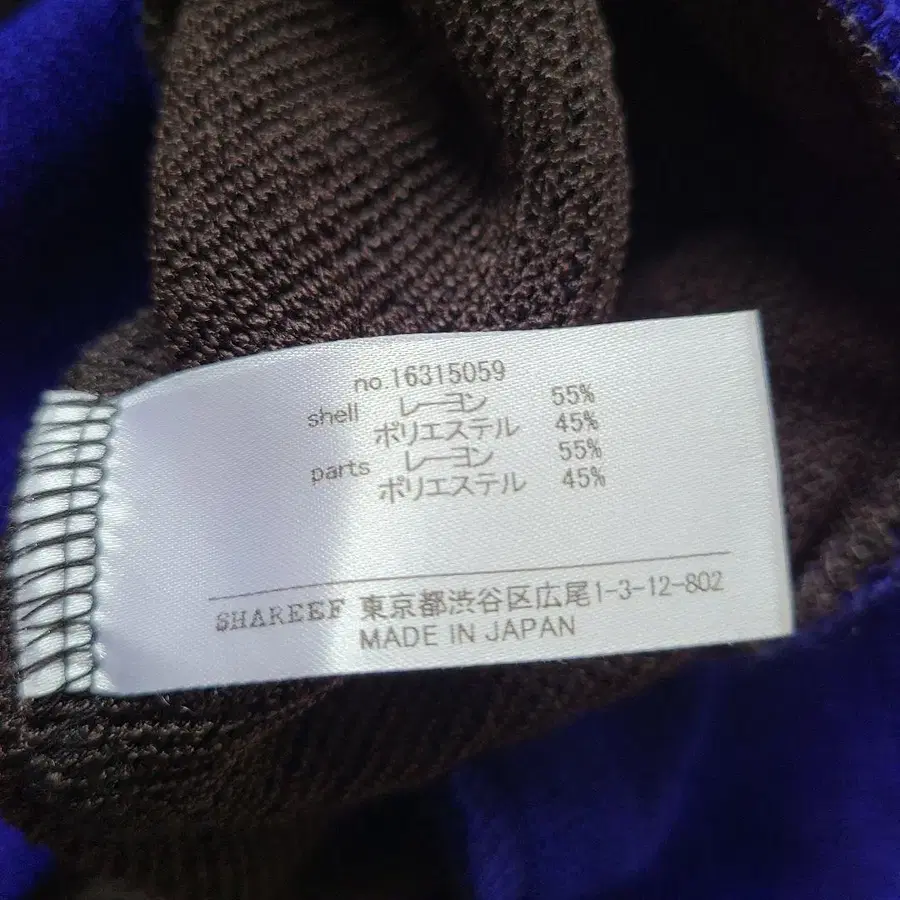 no 16315059
shell レーヨン 55%
ポリエステル 45%
parts レーヨン 55%
ポリエステル 45%
SHAREEF 東京都渋谷区広尾1-3-12-802
MADE IN JAPAN